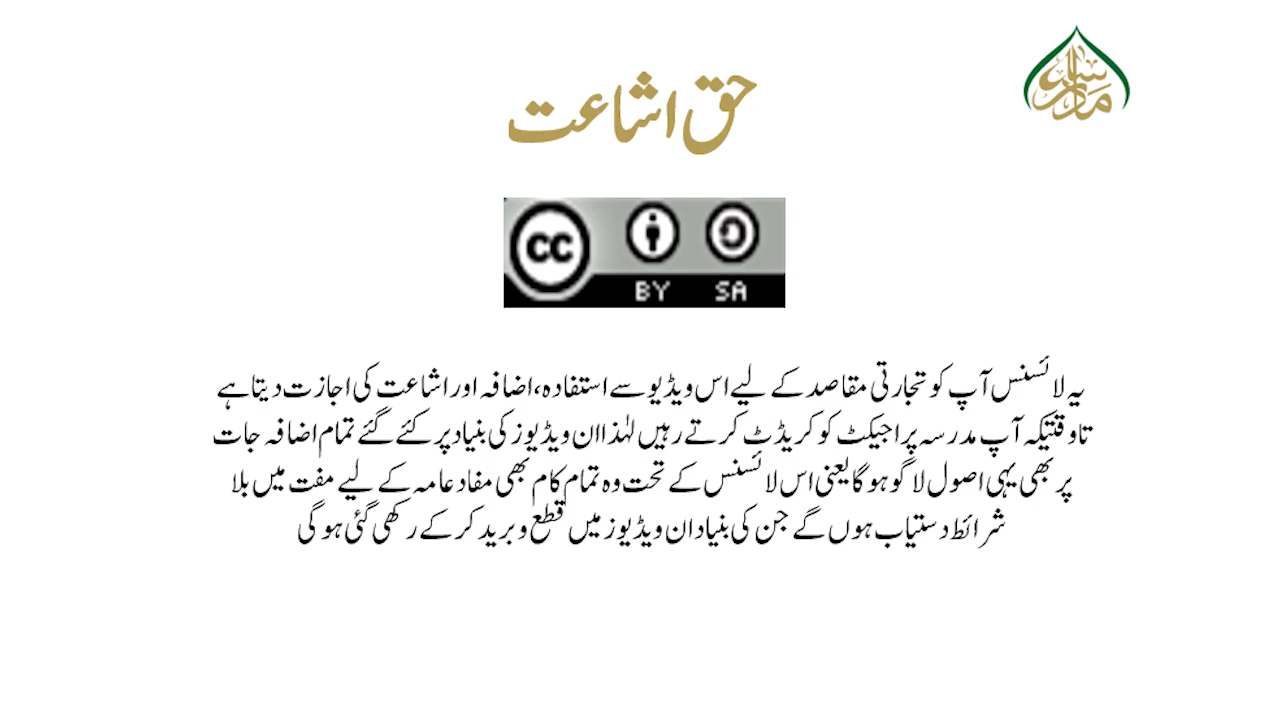 مدرسہ
حق اشاعت
cc
BY SA
یہ لائسنس آپ کو تجارتی مقاصد کے لیے اس ویڈیو سے استفادہ، اضافہ اور اشاعت کی اجازت دیتا ہے
تاوقتیکہ آپ مدرسہ پراجیکٹ کو کریڈٹ کرتے رہیں لہٰذا ان ویڈیوز کی بنیاد پر کئے گئے تمام اضافہ جات
پر بھی یہی اصول لاگو ہوگا یعنی اس لائسنس کے تحت وہ تمام کام بھی مفاد عامہ کے لیے مفت میں بلا
شرائط دستیاب ہوں گے جن کی بنیاد ان ویڈیوز میں قطع و برید کر کے رکھی گئی ہوگی